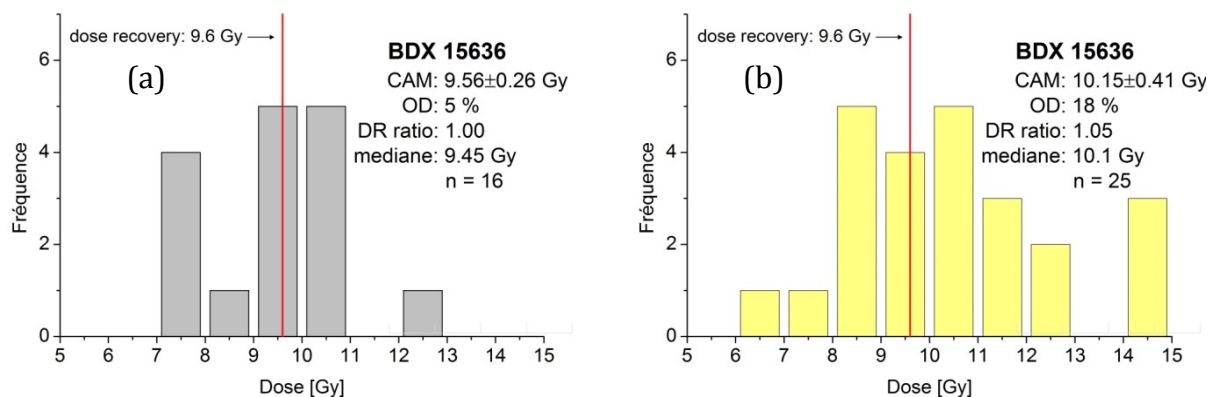 dose recovery: 9.6 Gy
(a)
BDX 15636
CAM: 9.56±0.26 Gy
OD: 5 %
DR ratio: 1.00
mediane: 9.45 Gy
n = 16
Fréquence
0
2
4
6
5 6 7 8 9 10 11 12 13 14 15
Dose [Gy]
dose recovery: 9.6 Gy
(b)
BDX 15636
CAM: 10.15±0.41 Gy
OD: 18 %
DR ratio: 1.05
mediane: 10.1 Gy
n = 25
Fréquence
0
2
4
6
5 6 7 8 9 10 11 12 13 14 15
Dose [Gy]